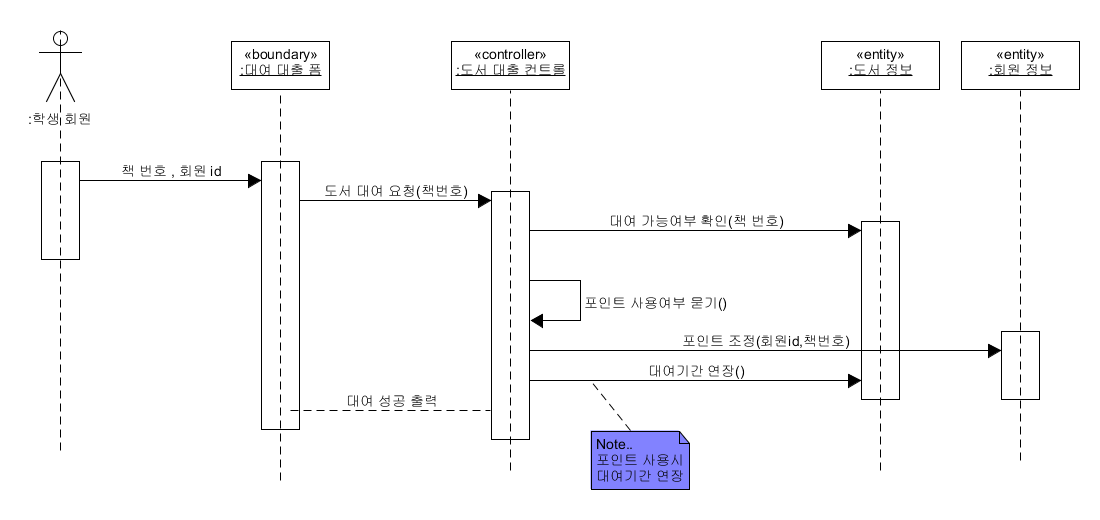 «boundary»
:대여 대출 폼
«controller»
:도서 대출 컨트롤
«entity»
:도서 정보
«entity»
:회원 정보
:학생 회원
책 번호 , 회원 id
도서 대여 요청(책번호)
대여 가능여부 확인(책 번호)
포인트 사용여부 묻기()
포인트 조정(회원id,책번호)
대여기간 연장()
대여 성공 출력
Note..
포인트 사용시
대여기간 연장